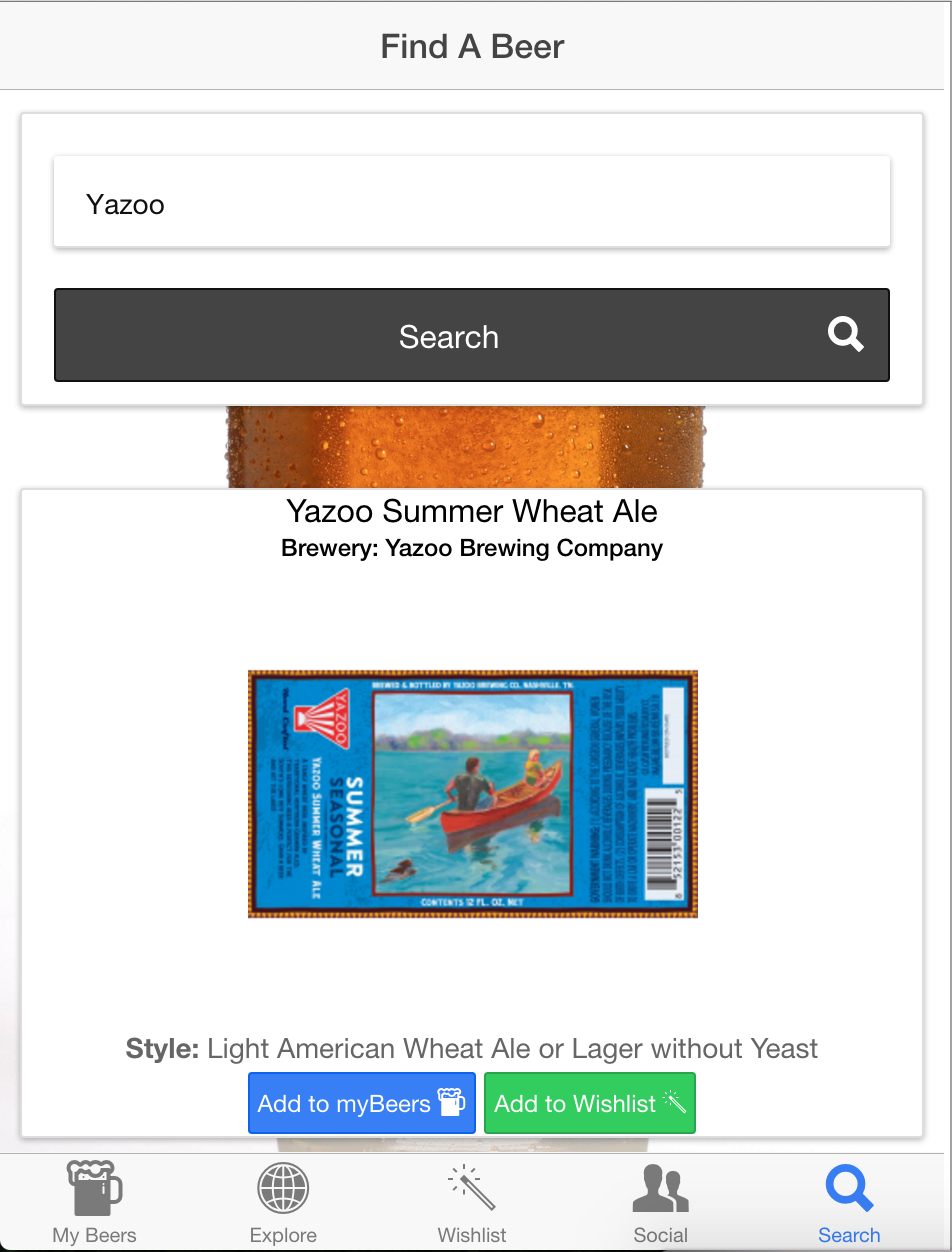 Find A Beer
Yazoo
Search
Yazoo Summer Wheat Ale
Brewery: Yazoo Brewing Company
BREWED & BOTTLED BY YAZOO BREWING CO. NASHVILLE, TN
YAZOO
Hand Crafted
SUMMER
SEASONAL
YAZOO SUMMER WHEAT ALE
CONTENTS 12 FL. OZ. NET
Style: Light American Wheat Ale or Lager without Yeast
Add to myBeers
Add to Wishlist
My Beers
Explore
Wishlist
Social
Search